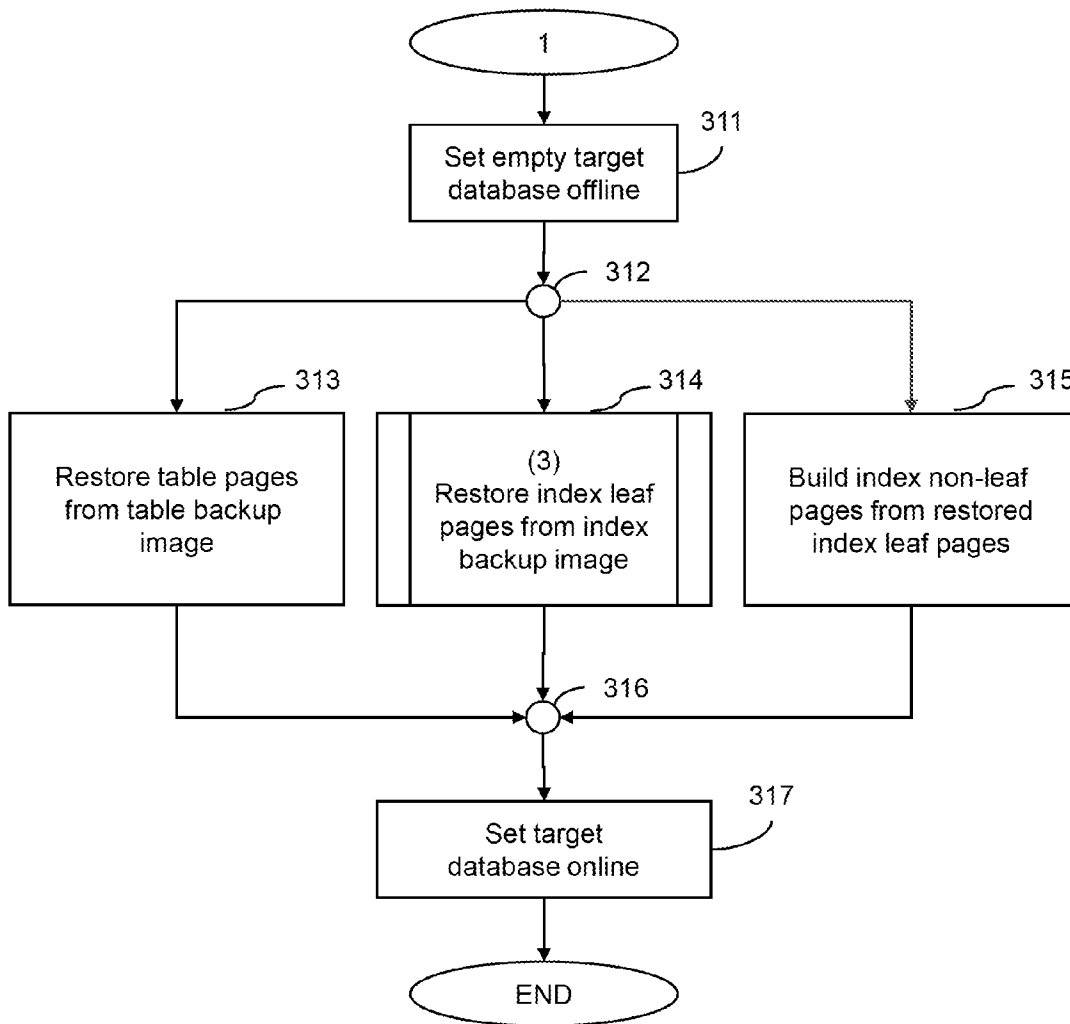 1
311
Set empty target
database offline
312
313
Restore table pages
from table backup
image
314
(3)
Restore index leaf
pages from index
backup image
315
Build index non-leaf
pages from restored
index leaf pages
316
317
Set target
database online
END